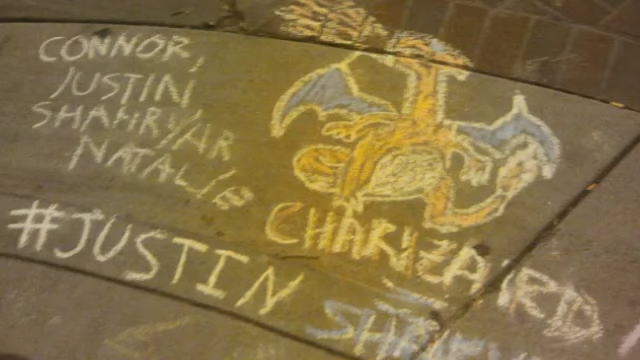 CONNOR,
JUSTIN
SHAHRYAR
NATALIE
CHARIZARD
#JUSTIN